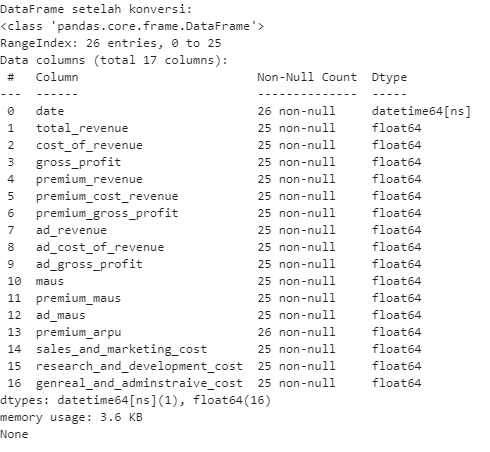 DataFrame setelah konversi:
<class 'pandas.core.frame.DataFrame'>
RangeIndex: 26 entries, 0 to 25
Data columns (total 17 columns):
 #   Column                        Non-Null Count  Dtype
---  ------                        --------------  -----
 0   date                          26 non-null     datetime64[ns]
 1   total_revenue                 25 non-null     float64
 2   cost_of_revenue               25 non-null     float64
 3   gross_profit                  25 non-null     float64
 4   premium_revenue               25 non-null     float64
 5   premium_cost_revenue          25 non-null     float64
 6   premium_gross_profit          25 non-null     float64
 7   ad_revenue                    25 non-null     float64
 8   ad_cost_of_revenue            25 non-null     float64
 9   ad_gross_profit               25 non-null     float64
 10  maus                          25 non-null     float64
 11  premium_maus                  25 non-null     float64
 12  ad_maus                       25 non-null     float64
 13  premium_arpu                  26 non-null     float64
 14  sales_and_marketing_cost      25 non-null     float64
 15  research_and_development_cost 25 non-null     float64
 16  genreal_and_adminstraive_cost 25 non-null     float64
dtypes: datetime64[ns](1), float64(16)
memory usage: 3.6 KB
None